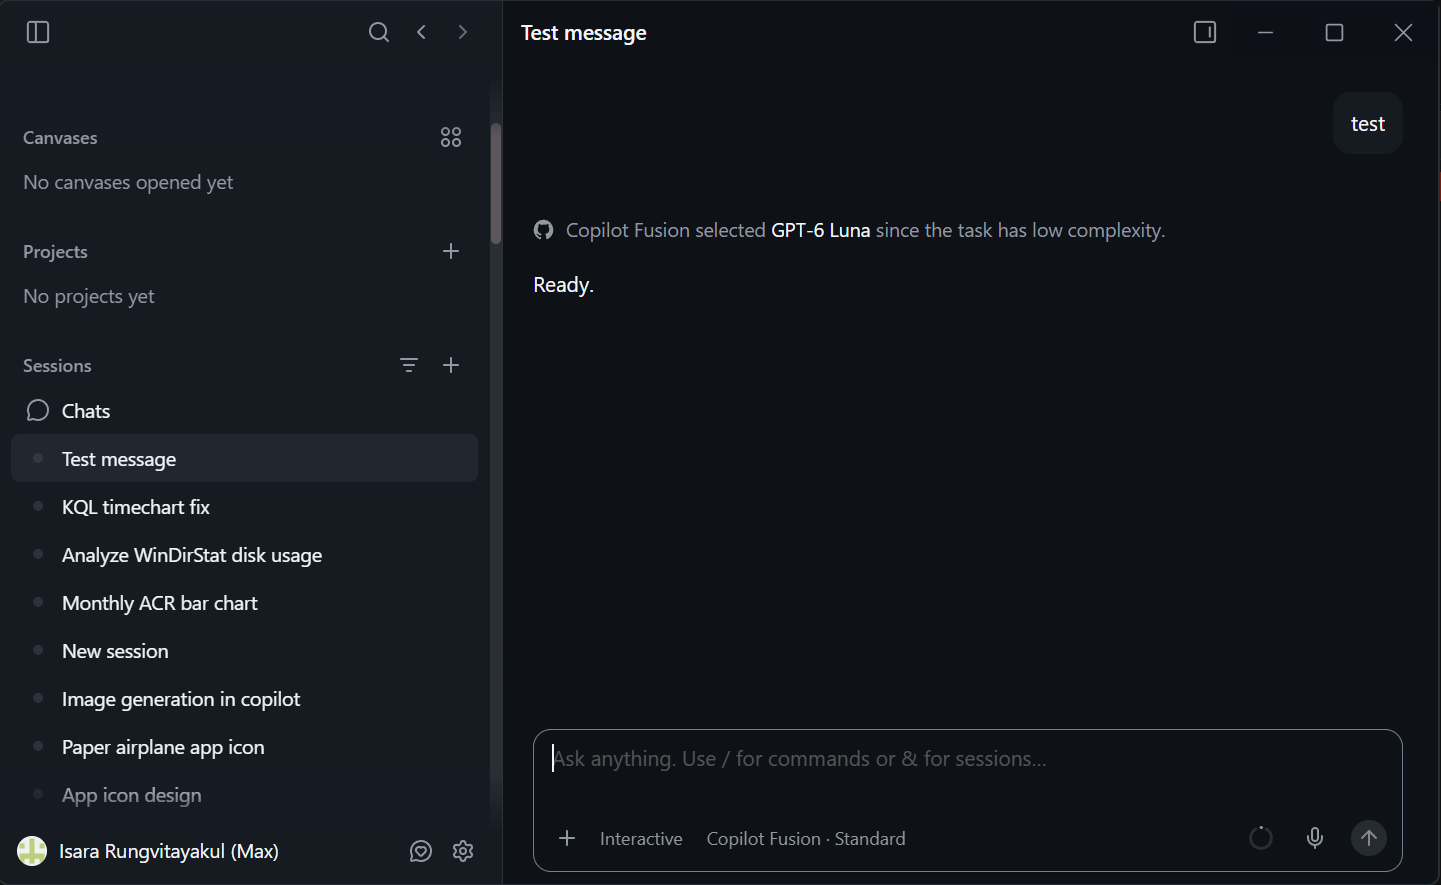 Test message
Canvases
No canvases opened yet
Projects
No projects yet
Sessions
Chats
Test message
KQL timechart fix
Analyze WinDirStat disk usage
Monthly ACR bar chart
New session
Image generation in copilot
Paper airplane app icon
App icon design
Isara Rungvitayakul (Max)
test
Copilot Fusion selected GPT-6 Luna since the task has low complexity.
Ready.
Ask anything. Use / for commands or & for sessions...
Interactive Copilot Fusion · Standard